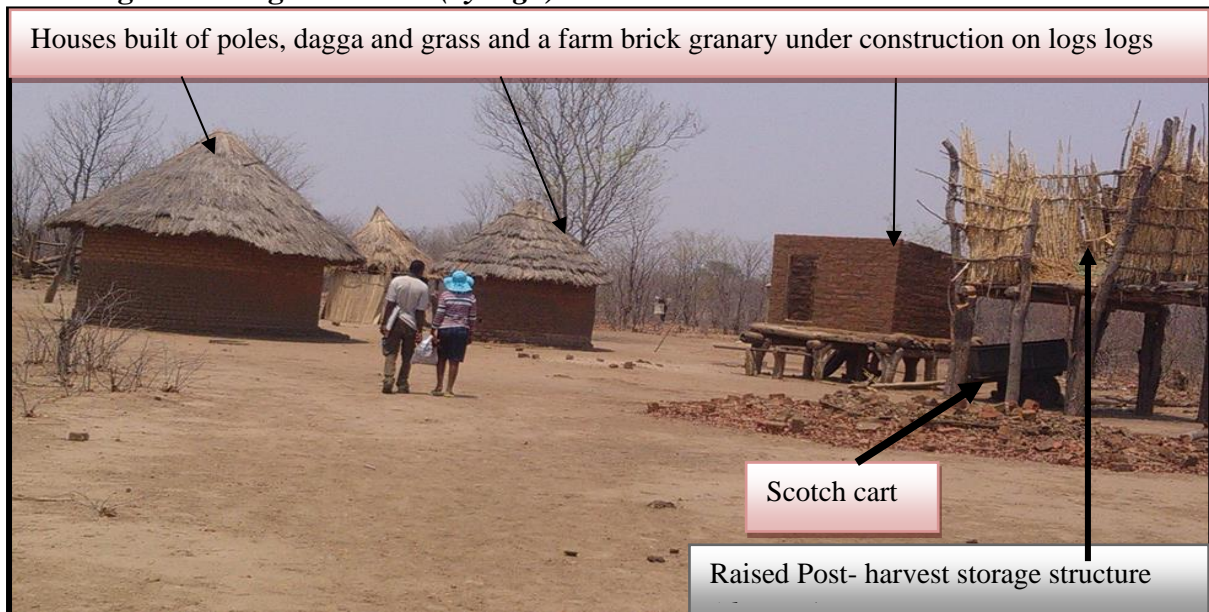 Houses built of poles, dagga and grass and a farm brick granary under construction on logs logs
Scotch cart
Raised Post- harvest storage structure